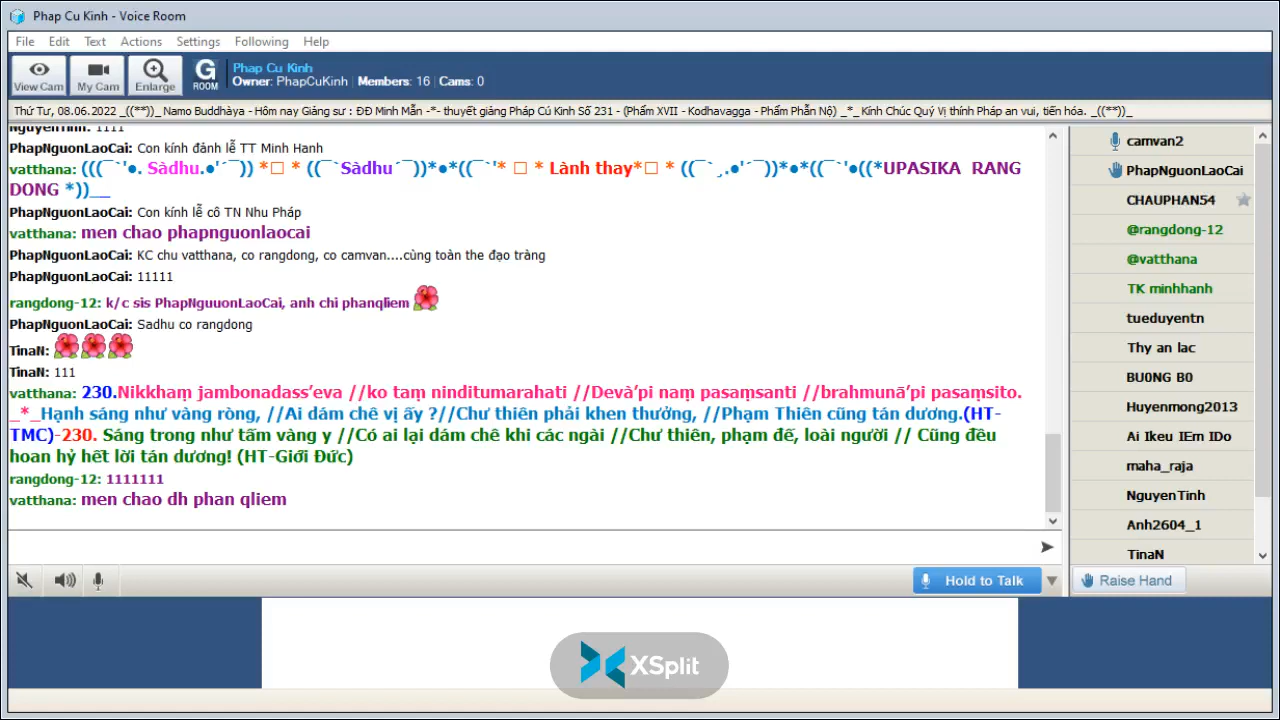 Phap Cu Kinh - Voice Room
File Edit Text Actions Settings Following Help
View Cam My Cam Enlarge G ROOM
Phap Cu Kinh
Owner: PhapCuKinh | Members: 16 | Cams: 0
Thứ Tư, 08.06.2022 _((**))_ Namo Buddhàya - Hôm nay Giảng sư : ĐĐ Minh Mẫn -*- thuyết giảng Pháp Cú Kinh Số 231 - (Phẩm XVII - Kodhavagga - Phẩm Phẫn Nộ) _*_ Kính Chúc Quý Vị thính Pháp an vui, tiến hóa. _((**))_
NguyenTinh: 1111
PhapNguonLaoCai: Con kính đảnh lễ TT Minh Hanh
vatthana: (((¯`'•. Sàdhu.•'´¯)) *□ * ((¯`Sàdhu´¯))*•*((¯`'* □ * Lành thay*□ * ((¯`¸.•'´¯))*•*((¯`'•((*UPASIKA RANG
DONG *))__
PhapNguonLaoCai: Con kính lễ cô TN Nhu Pháp
vatthana: men chao phapnguonlaocai
PhapNguonLaoCai: KC chu vatthana, co rangdong, co camvan....cùng toàn the đạo tràng
PhapNguonLaoCai: 11111
rangdong-12: k/c sis PhapNguuonLaoCai, anh chi phanqliem
PhapNguonLaoCai: Sadhu co rangdong
TinaN:
TinaN: 111
vatthana: 230.Nikkhaṃ jambonadass’eva //ko taṃ ninditumarahati //Devà’pi naṃ pasaṃsanti //brahmunā’pi pasaṃsito.
_*_Hạnh sáng như vàng ròng, //Ai dám chê vị ấy ?//Chư thiên phải khen thưởng, //Phạm Thiên cũng tán dương.(HT-
TMC)-230. Sáng trong như tấm vàng y //Có ai lại dám chê khi các ngài //Chư thiên, phạm đế, loài người // Cũng đều
hoan hỷ hết lời tán dương! (HT-Giới Đức)
rangdong-12: 1111111
vatthana: men chao dh phan qliem
Hold to Talk
camvan2
PhapNguonLaoCai
CHAUPHAN54
@rangdong-12
@vatthana
TK minhhanh
tueduyentn
Thy an lac
BU0NG B0
Huyenmong2013
Ai Ikeu IEm IDo
maha_raja
NguyenTinh
Anh2604_1
TinaN
Raise Hand
XSplit